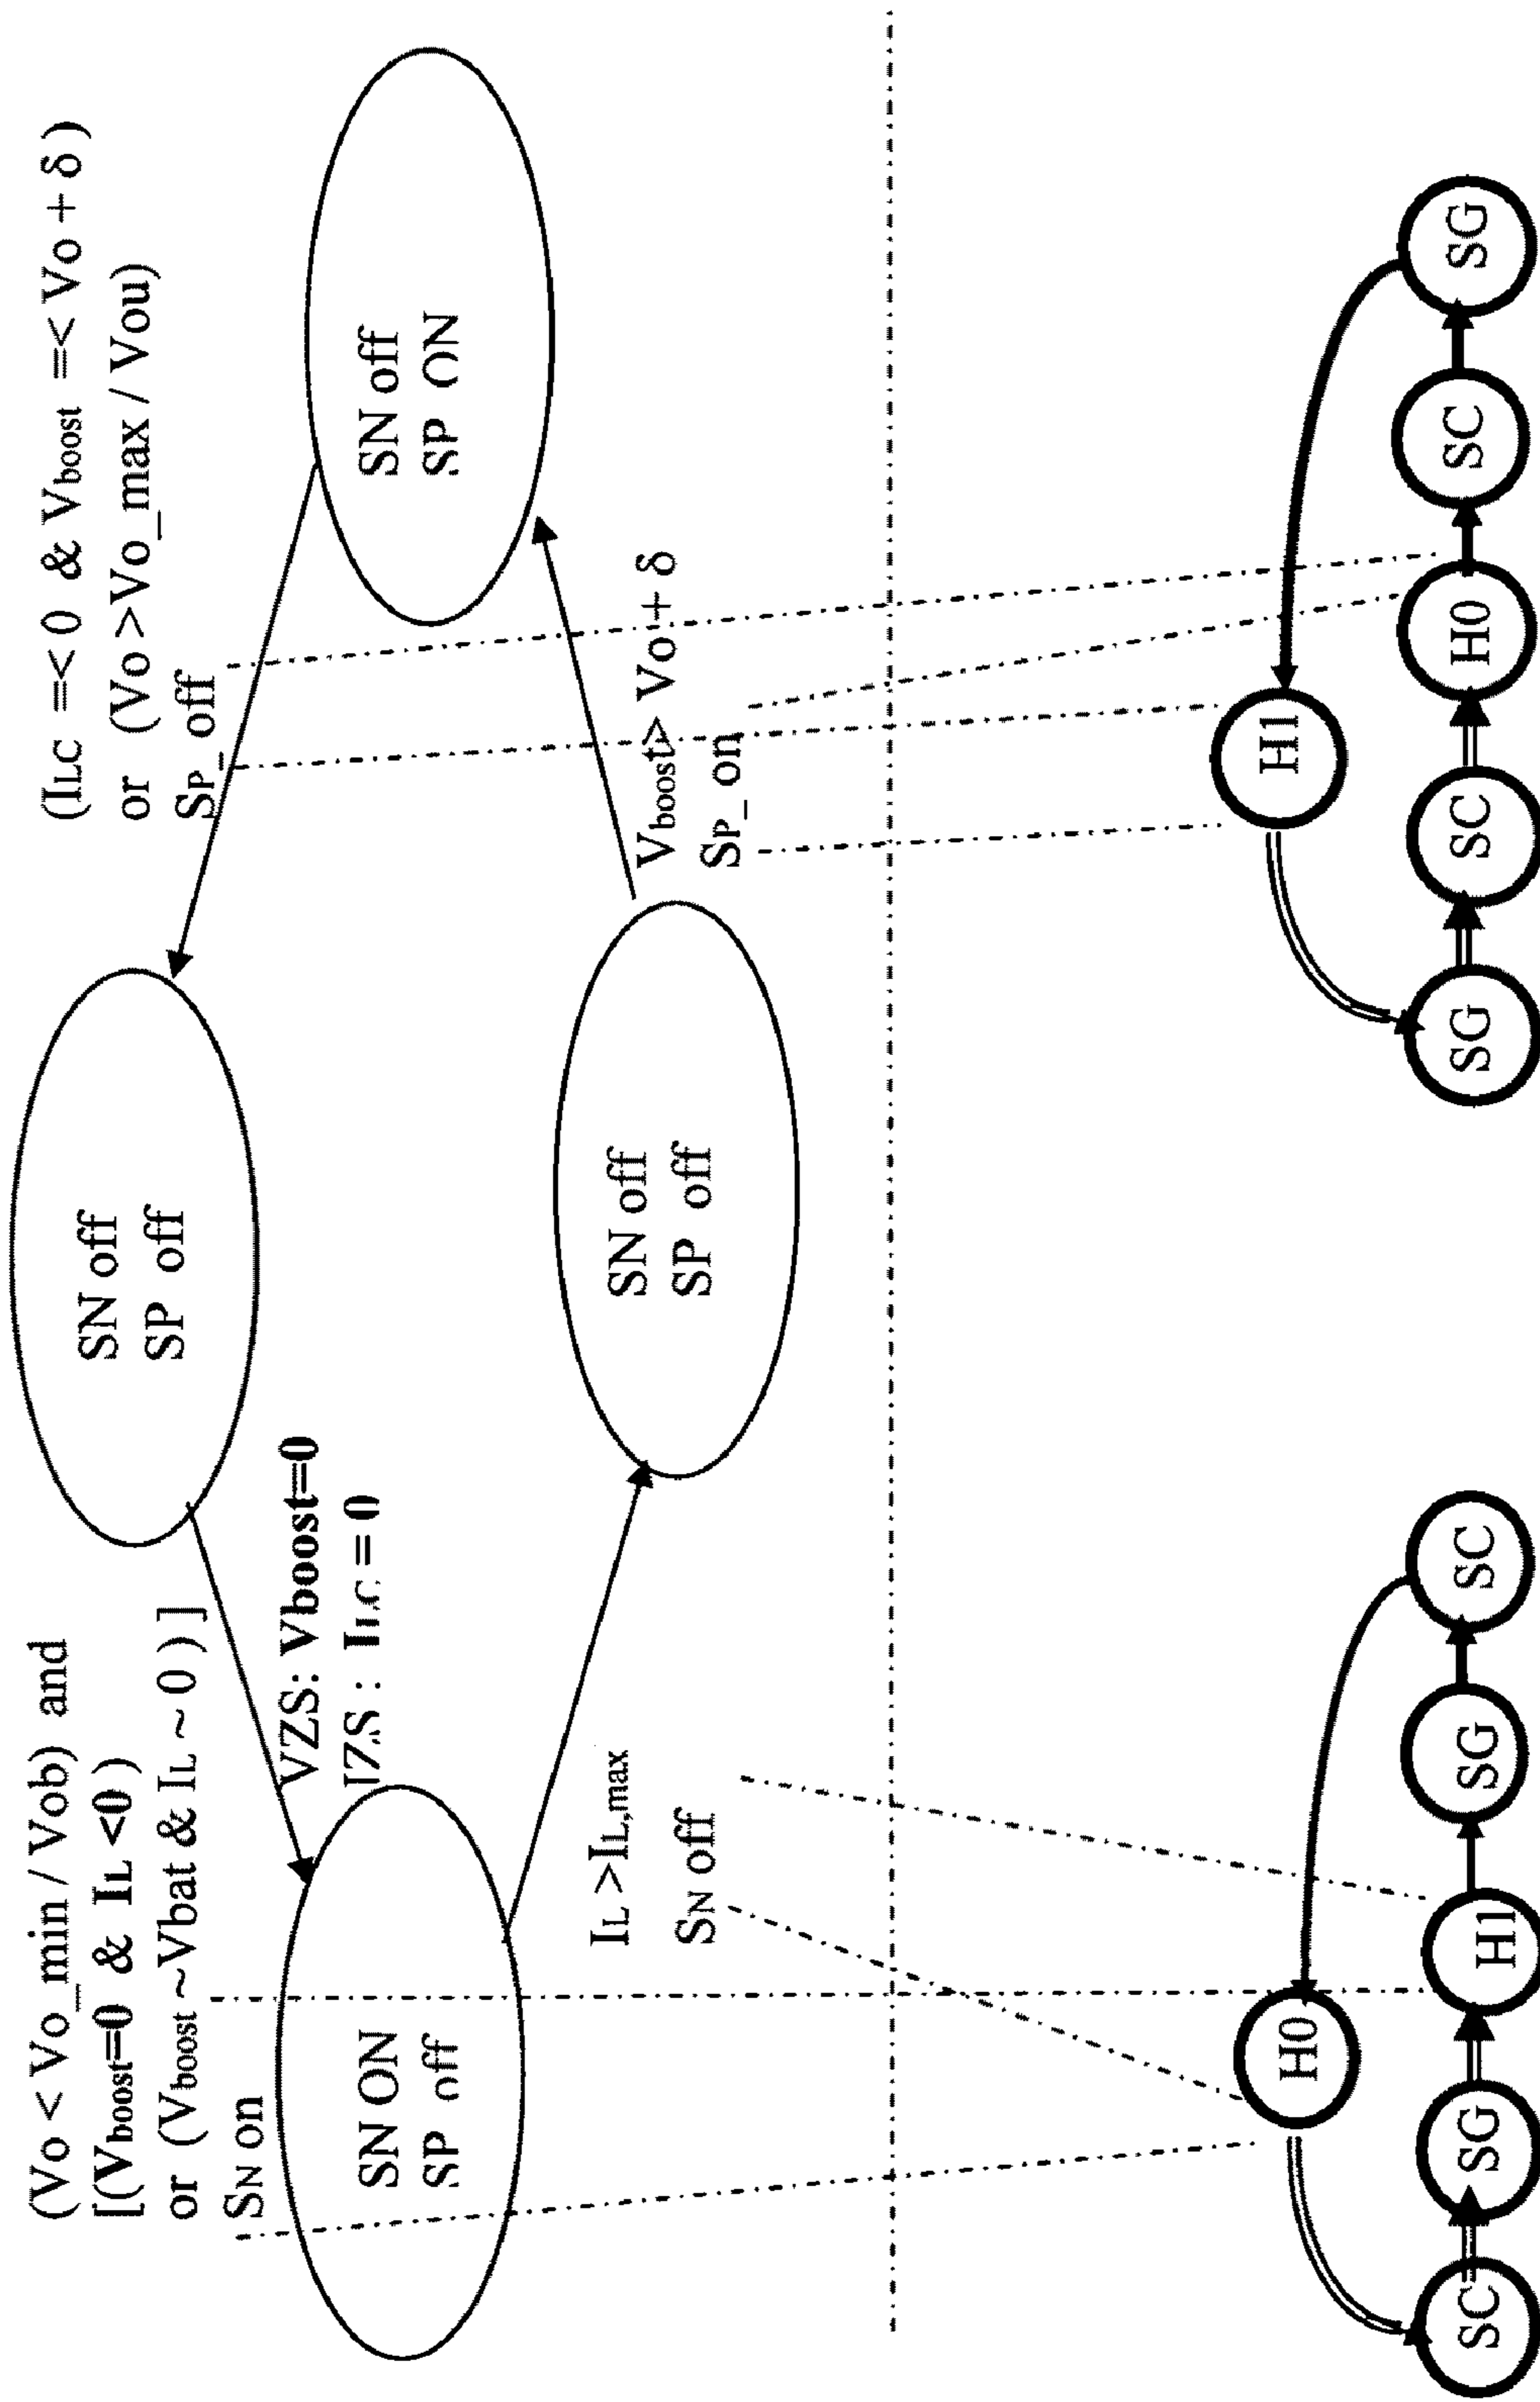 (Vo < Vo_min / Vob) and
[(Vboost=0 & IL <0)
or (Vboost ~Vbat & IL ~ 0) ]
SN on
(ILC =< 0 & Vboost =< Vo + δ )
or (Vo >Vo_max / Vou)
SP_off
SN off
SP off
VZS: Vboost=0
IZS : ILC = 0
SN ON
SP off
SN off
SP ON
IL >IL,max
SN off
SN off
SP off
Vboost> Vo + δ
SP_on
H0
SC
SG
H1
SG
SC
H1
SG
SC
H0
SC
SG